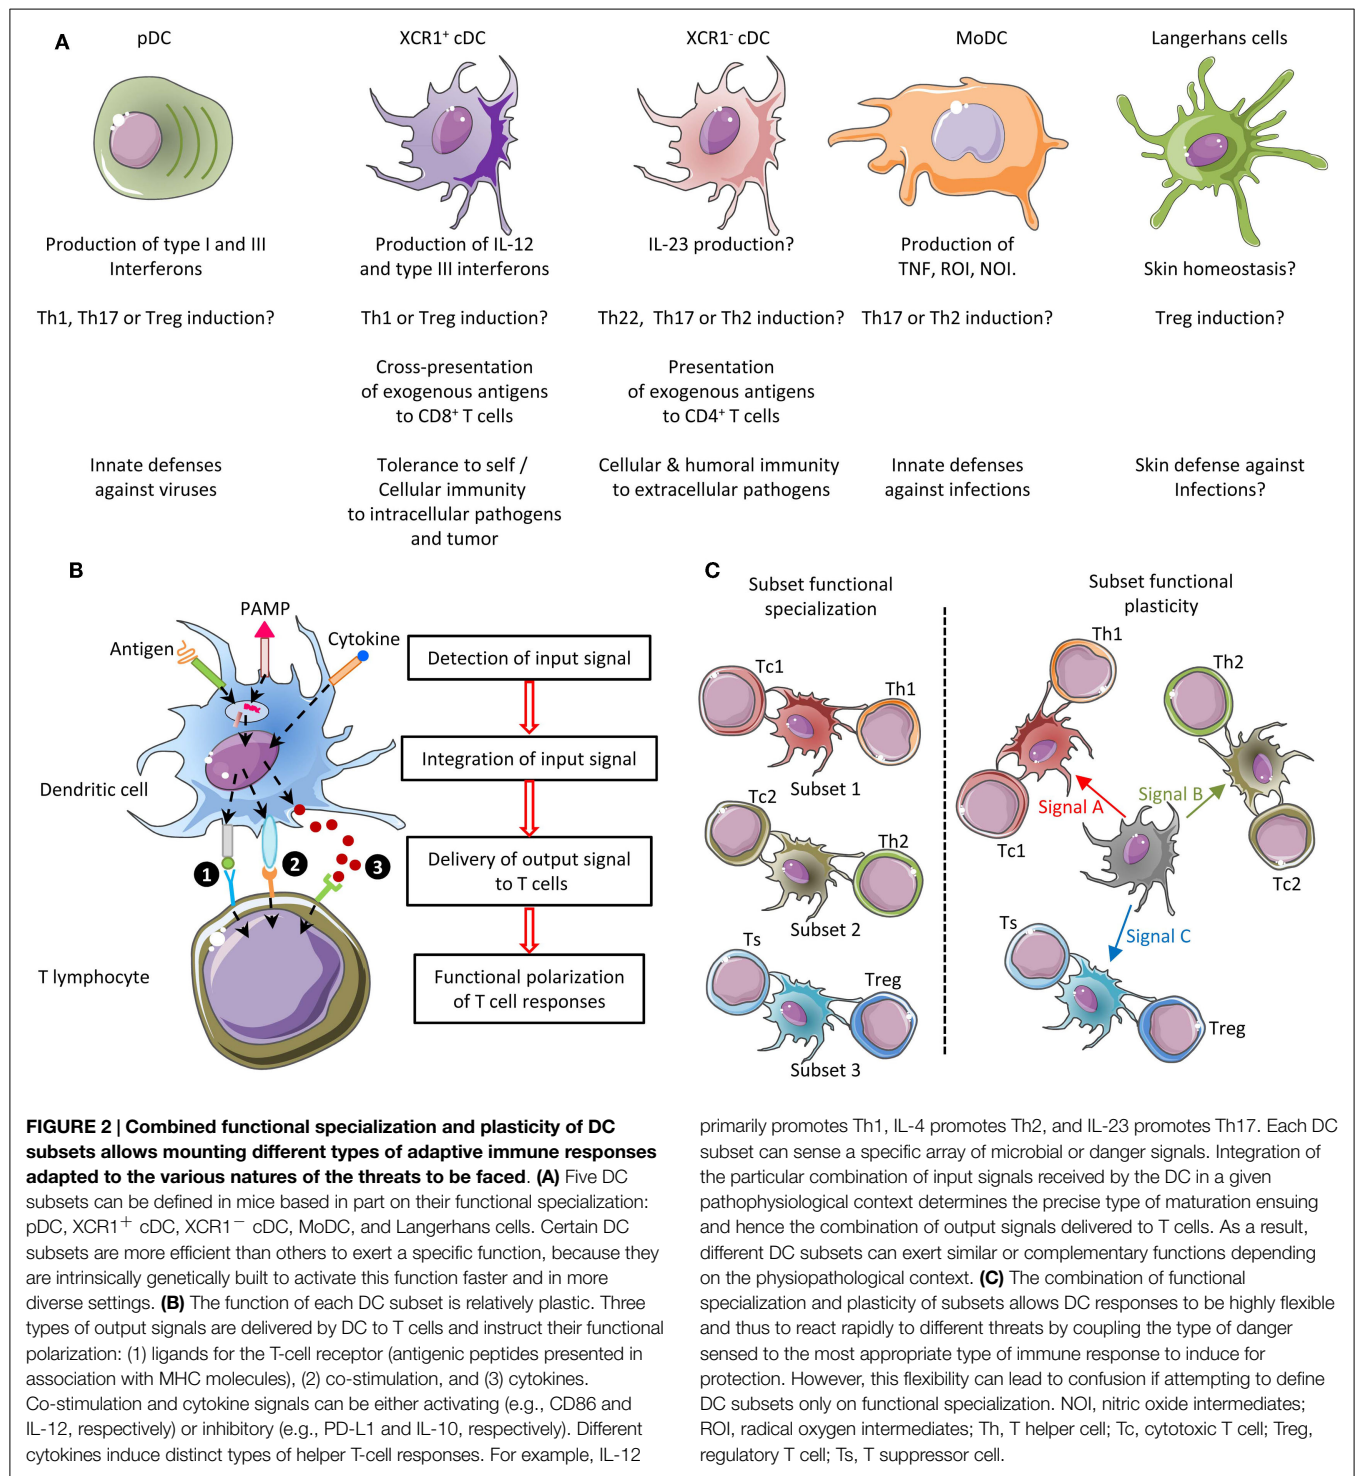 A
pDC
XCR1⁺ cDC
XCR1⁻ cDC
MoDC
Langerhans cells
Production of type I and III
Interferons
Production of IL-12
and type III interferons
IL-23 production?
Production of
TNF, ROI, NOI.
Skin homeostasis?
Th1, Th17 or Treg induction?
Th1 or Treg induction?
Th22, Th17 or Th2 induction?
Th17 or Th2 induction?
Treg induction?
Cross-presentation
of exogenous antigens
to CD8⁺ T cells
Presentation
of exogenous antigens
to CD4⁺ T cells
Innate defenses
against viruses
Tolerance to self /
Cellular immunity
to intracellular pathogens
and tumor
Cellular & humoral immunity
to extracellular pathogens
Innate defenses
against infections
Skin defense against
Infections?
B
PAMP
Antigen
Cytokine
Dendritic cell
1
2
3
T lymphocyte
Detection of input signal
Integration of input signal
Delivery of output signal
to T cells
Functional polarization
of T cell responses
C
Subset functional
specialization
Tc1
Th1
Subset 1
Tc2
Th2
Subset 2
Ts
Treg
Subset 3
Subset functional
plasticity
Th1
Th2
Tc1
Signal A
Signal B
Tc2
Ts
Signal C
Treg
FIGURE 2 | Combined functional specialization and plasticity of DC
subsets allows mounting different types of adaptive immune responses
adapted to the various natures of the threats to be faced. (A) Five DC
subsets can be defined in mice based in part on their functional specialization:
pDC, XCR1⁺ cDC, XCR1⁻ cDC, MoDC, and Langerhans cells. Certain DC
subsets are more efficient than others to exert a specific function, because they
are intrinsically genetically built to activate this function faster and in more
diverse settings. (B) The function of each DC subset is relatively plastic. Three
types of output signals are delivered by DC to T cells and instruct their functional
polarization: (1) ligands for the T-cell receptor (antigenic peptides presented in
association with MHC molecules), (2) co-stimulation, and (3) cytokines.
Co-stimulation and cytokine signals can be either activating (e.g., CD86 and
IL-12, respectively) or inhibitory (e.g., PD-L1 and IL-10, respectively). Different
cytokines induce distinct types of helper T-cell responses. For example, IL-12
primarily promotes Th1, IL-4 promotes Th2, and IL-23 promotes Th17. Each DC
subset can sense a specific array of microbial or danger signals. Integration of
the particular combination of input signals received by the DC in a given
pathophysiological context determines the precise type of maturation ensuing
and hence the combination of output signals delivered to T cells. As a result,
different DC subsets can exert similar or complementary functions depending
on the physiopathological context. (C) The combination of functional
specialization and plasticity of subsets allows DC responses to be highly flexible
and thus to react rapidly to different threats by coupling the type of danger
sensed to the most appropriate type of immune response to induce for
protection. However, this flexibility can lead to confusion if attempting to define
DC subsets only on functional specialization. NOI, nitric oxide intermediates;
ROI, radical oxygen intermediates; Th, T helper cell; Tc, cytotoxic T cell; Treg,
regulatory T cell; Ts, T suppressor cell.